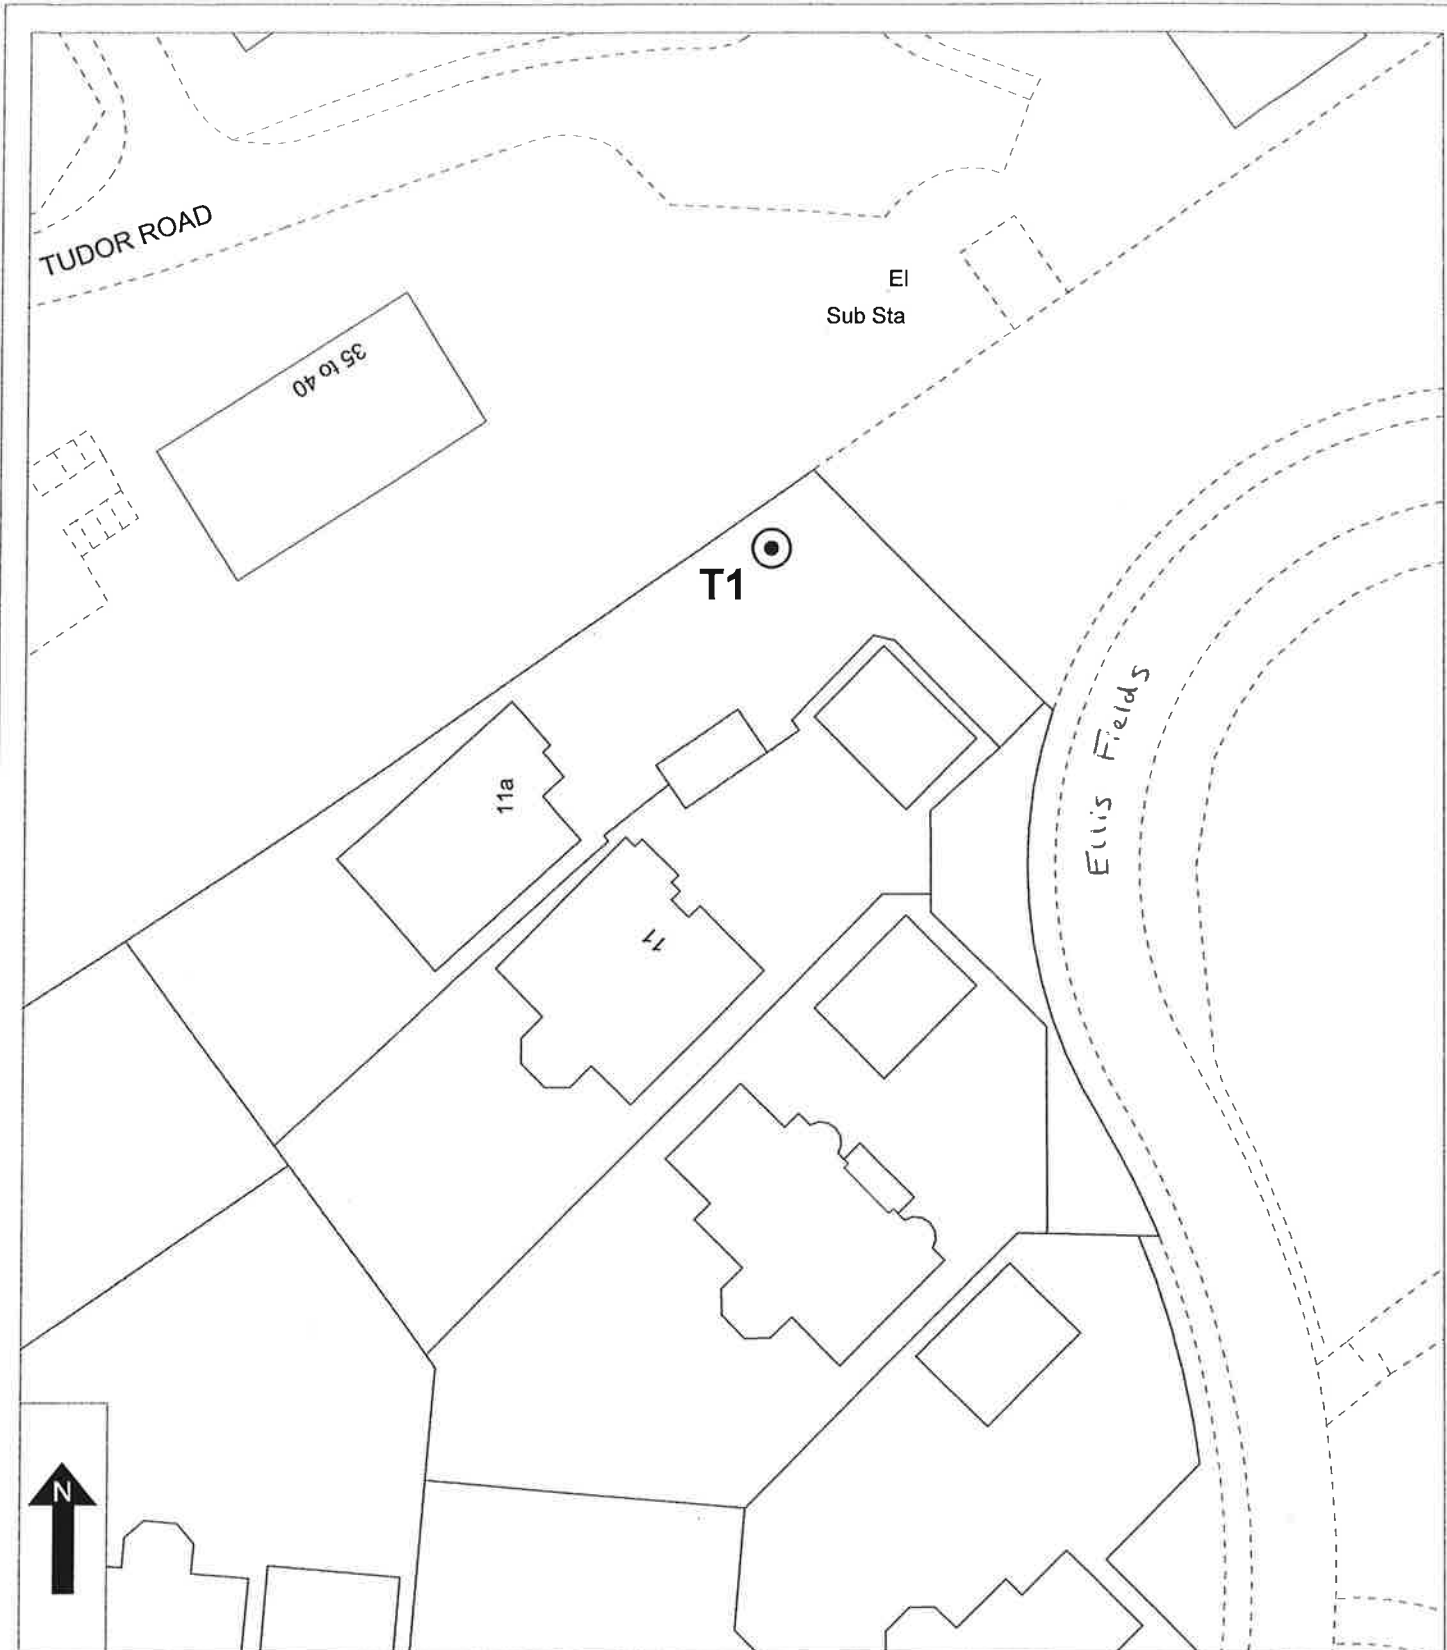 TUDOR ROAD
El
Sub Sta
35 to 40
T1
Ellis Fields
11a
11
N